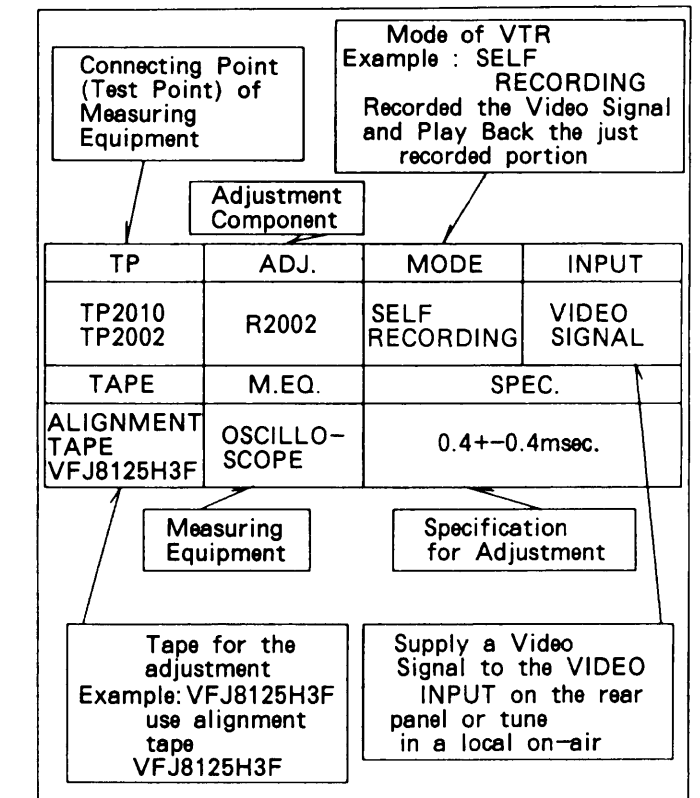 Connecting Point
(Test Point) of
Measuring
Equipment
Mode of VTR
Example : SELF
RECORDING
Recorded the Video Signal
and Play Back the just
recorded portion
Adjustment
Component
TP ADJ. MODE INPUT
TP2010
TP2002
R2002
SELF
RECORDING
VIDEO
SIGNAL
TAPE M.EQ. SPEC.
ALIGNMENT
TAPE
VFJ8125H3F
OSCILLO-
SCOPE
0.4+-0.4msec.
Measuring
Equipment
Specification
for Adjustment
Tape for the
adjustment
Example:VFJ8125H3F
use alignment
tape
VFJ8125H3F
Supply a Video
Signal to the VIDEO
INPUT on the rear
panel or tune
in a local on-air